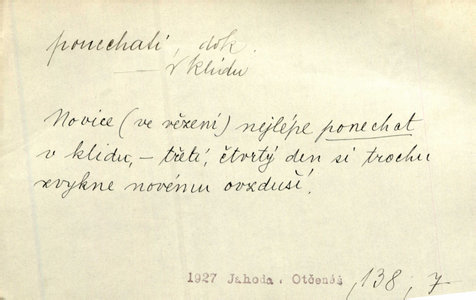 ponechati, dok.
— v klidu
Novice (ve vězení) nejlépe ponechat
v klidu, – třetí, čtvrtý den si trochu
zvykne novému ovzduší.
1927 Jahoda, Otčenáš, 138, 7